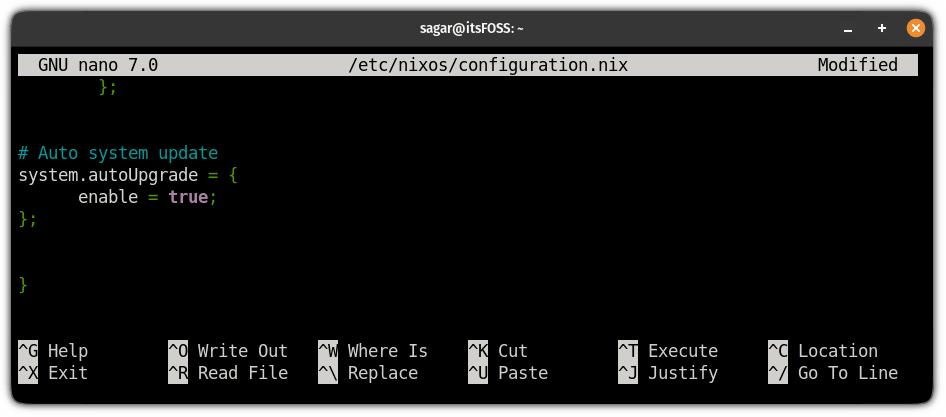 sagar@itsFOSS: ~
GNU nano 7.0 /etc/nixos/configuration.nix Modified
};
# Auto system update
system.autoUpgrade = {
enable = true;
};
}
^G Help ^O Write Out ^W Where Is ^K Cut ^T Execute ^C Location
^X Exit ^R Read File ^\ Replace ^U Paste ^J Justify ^/ Go To Line